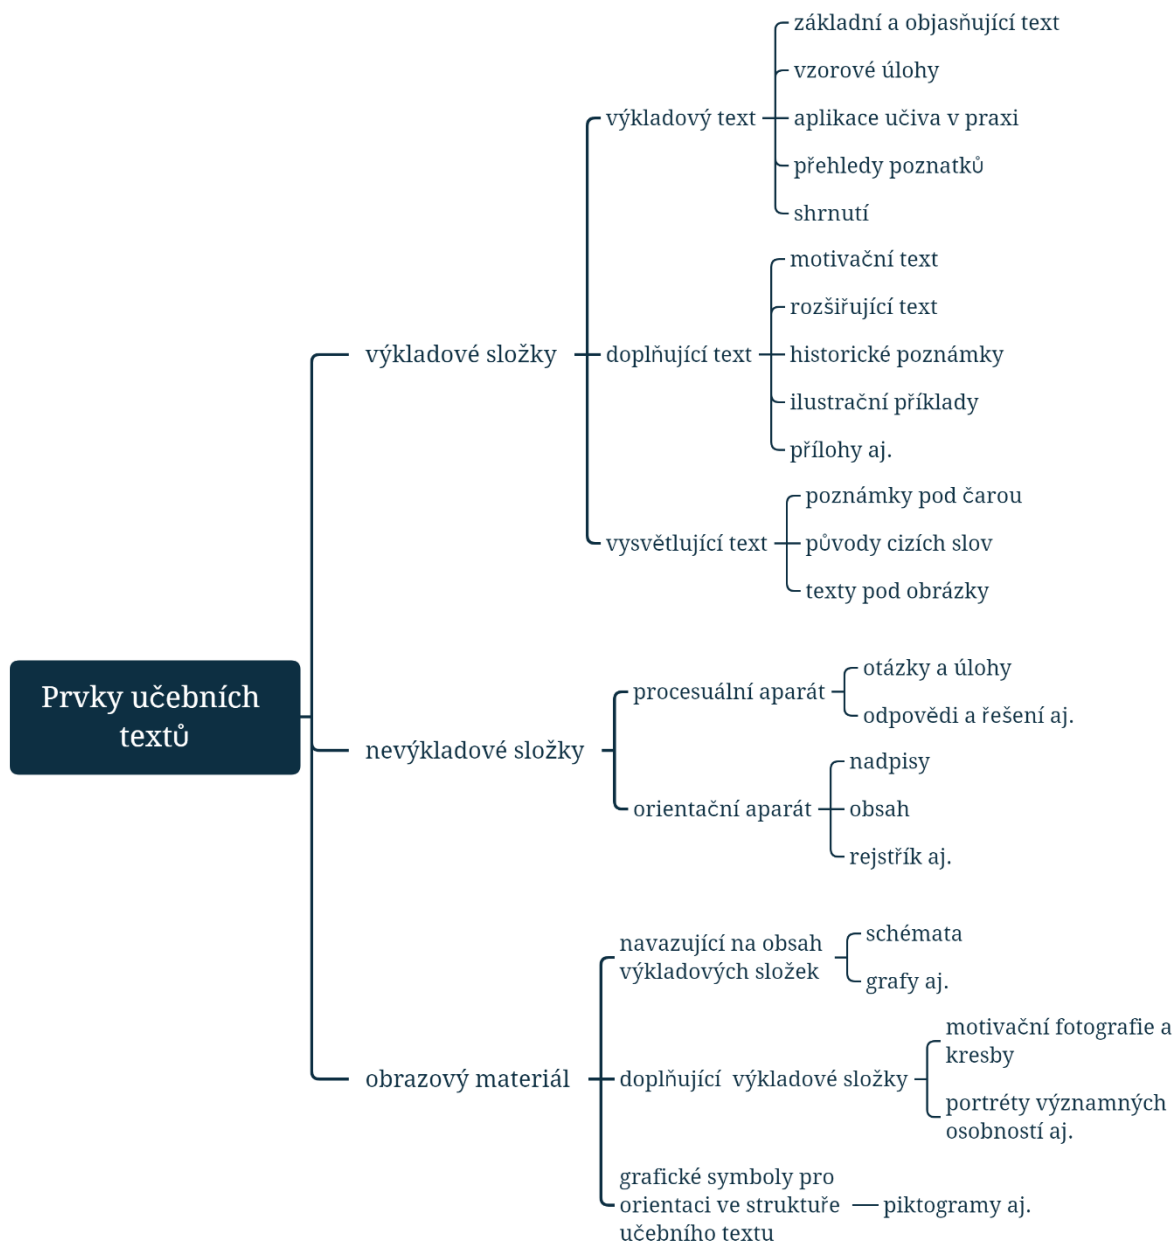 Prvky učebních
textů
výkladové složky
výkladový text
základní a objasňující text
vzorové úlohy
aplikace učiva v praxi
přehledy poznatků
shrnutí
doplňující text
motivační text
rozšiřující text
historické poznámky
ilustrační příklady
přílohy aj.
vysvětlující text
poznámky pod čarou
původy cizích slov
texty pod obrázky
nevýkladové složky
procesuální aparát
otázky a úlohy
odpovědi a řešení aj.
orientační aparát
nadpisy
obsah
rejstřík aj.
obrazový materiál
navazující na obsah
výkladových složek
schémata
grafy aj.
doplňující výkladové složky
motivační fotografie a
kresby
portréty významných
osobností aj.
grafické symboly pro
orientaci ve struktuře
učebního textu
piktogramy aj.